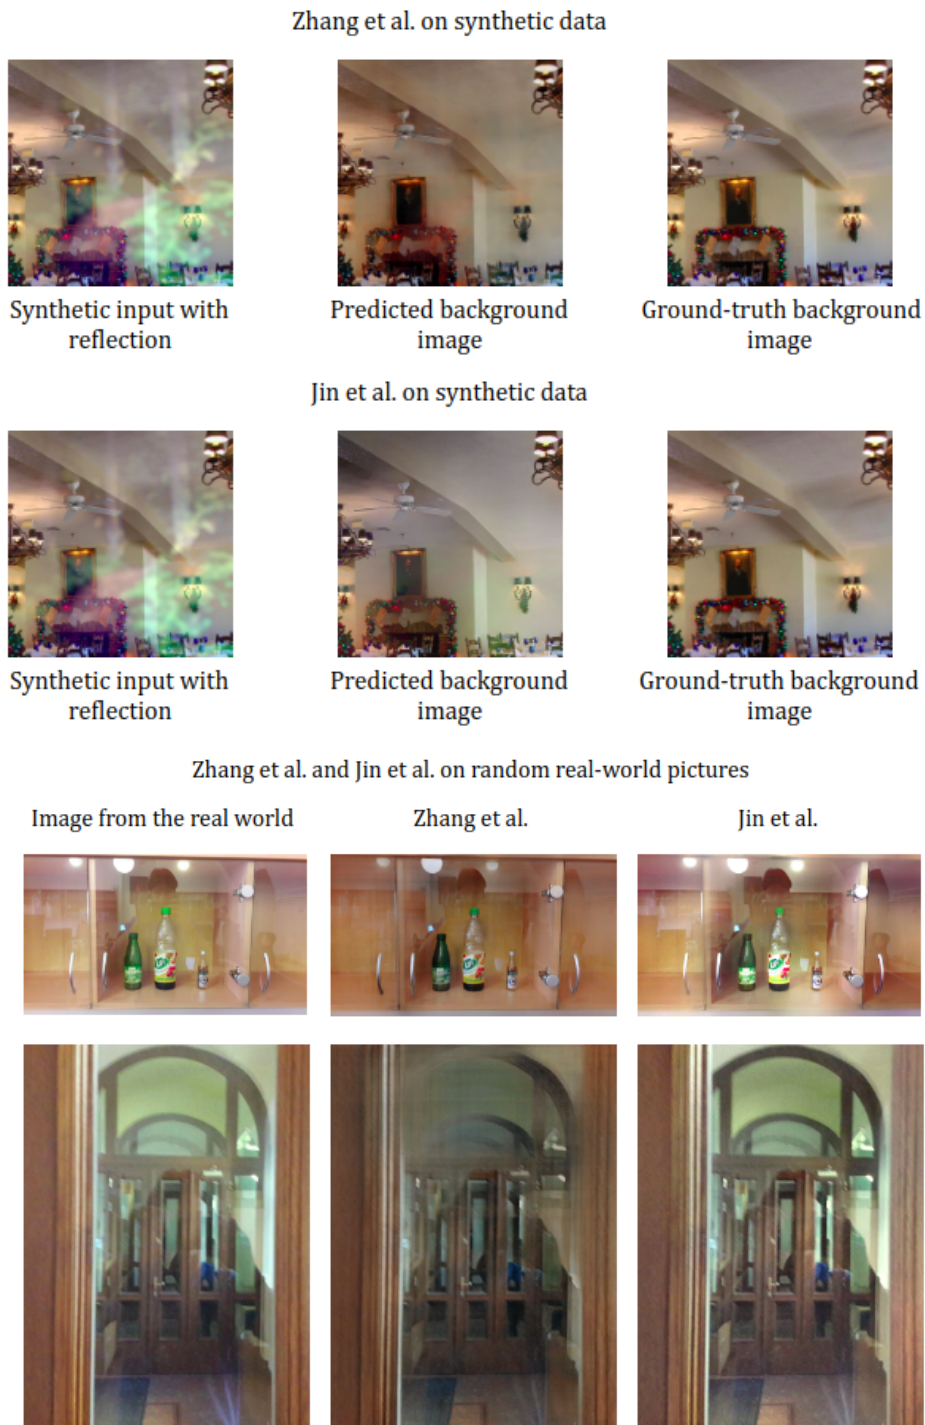 Zhang et al. on synthetic data
Synthetic input with
reflection
Predicted background
image
Ground-truth background
image
Jin et al. on synthetic data
Synthetic input with
reflection
Predicted background
image
Ground-truth background
image
Zhang et al. and Jin et al. on random real-world pictures
Image from the real world
Zhang et al.
Jin et al.